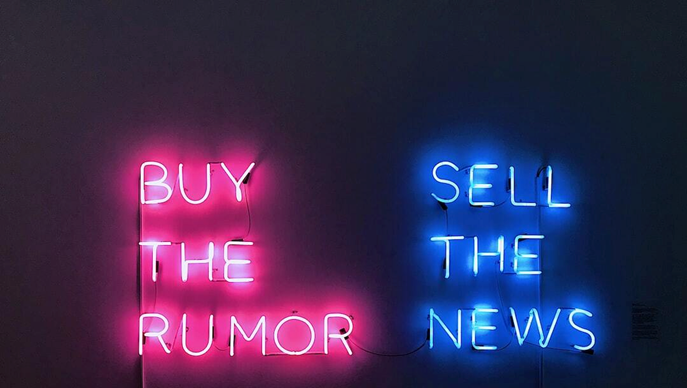 BUY
THE
RUMOR
SELL
THE
NEWS